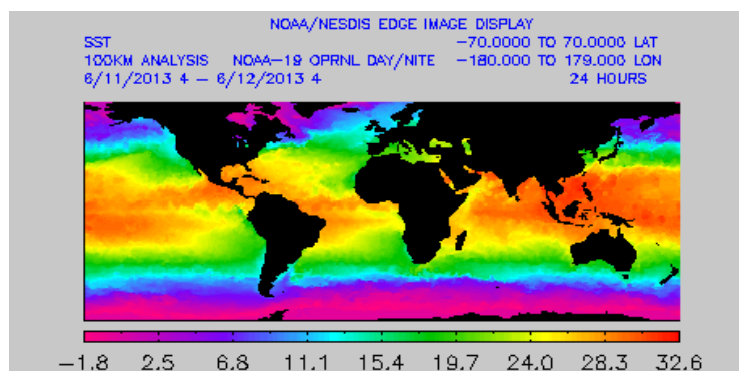 NOAA/NESDIS EDGE IMAGE DISPLAY
SST -70.0000 TO 70.0000 LAT
100KM ANALYSIS NOAA-19 OPRNL DAY/NITE -180.000 TO 179.000 LON
6/11/2013 4 - 6/12/2013 4 24 HOURS
-1.8 2.5 6.8 11.1 15.4 19.7 24.0 28.3 32.6